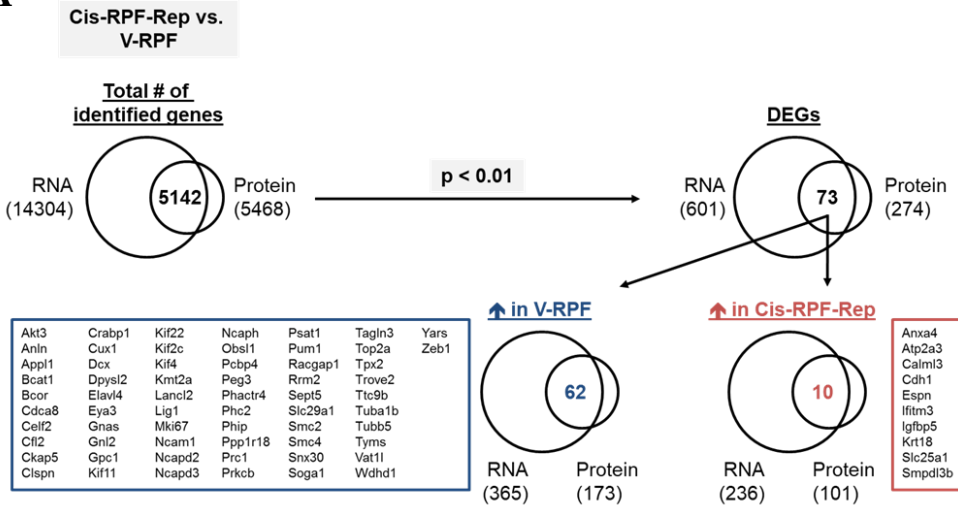 Cis-RPF-Rep vs.
V-RPF
Total # of
identified genes
RNA
(14304)
5142
Protein
(5468)
p < 0.01
DEGs
RNA
(601)
73
Protein
(274)
Akt3 Crabp1 Kif22 Ncaph Psat1 Tagln3 Yars
Anln Cux1 Kif2c Obsl1 Pum1 Top2a Zeb1
Appl1 Dcx Kif4 Pcbp4 Racgap1 Tpx2
Bcat1 Dpysl2 Kmt2a Peg3 Rrm2 Trove2
Bcor Elavl4 Lancl2 Phactr4 Sept5 Ttc9b
Cdca8 Eya3 Lig1 Phc2 Slc29a1 Tuba1b
Celf2 Gnas Mki67 Phip Smc2 Tubb5
Cfl2 Gnl2 Ncam1 Ppp1r18 Smc4 Tyms
Ckap5 Gpc1 Ncapd2 Prc1 Snx30 Vat1l
Clspn Kif11 Ncapd3 Prkcb Soga1 Wdhd1
↑ in V-RPF
62
RNA
(365)
Protein
(173)
↑ in Cis-RPF-Rep
10
RNA
(236)
Protein
(101)
Anxa4
Atp2a3
Calml3
Cdh1
Espn
Ifitm3
Igfbp5
Krt18
Slc25a1
Smpdl3b